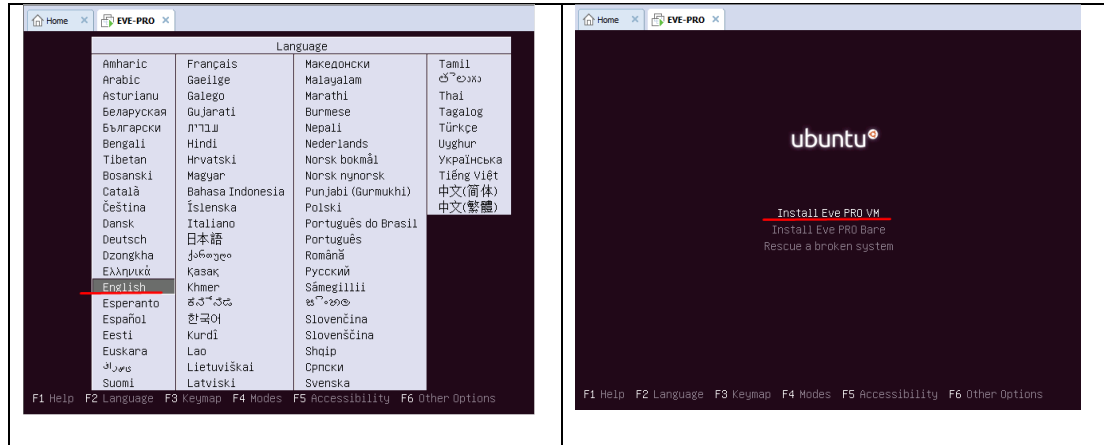 Home × EVE-PRO ×
Language
Amharic Français Македонски Tamil
Arabic Gaeilge Malayalam
Asturianu Galego Marathi Thai
Беларуская Gujarati Burmese Tagalog
Български עברית Nepali Türkçe
Bengali Hindi Nederlands Uyghur
Tibetan Hrvatski Norsk bokmål Українська
Bosanski Magyar Norsk nynorsk Tiếng Việt
Català Bahasa Indonesia Punjabi (Gurmukhi) 中文(简体)
Čeština Íslenska Polski 中文(繁體)
Dansk Italiano Português do Brasil
Deutsch 日本語 Português
Dzongkha ქართული Română
Ελληνικά Қазақ Русский
English Khmer Sámegillii
Esperanto
Español 한국어 Slovenčina
Eesti Kurdî Slovenščina
Euskara Lao Shqip
Lietuviškai Српски
Suomi Latviski Svenska
F1 Help F2 Language F3 Keymap F4 Modes F5 Accessibility F6 Other Options
Home × EVE-PRO ×
ubuntu
Install Eve PRO VM
Install Eve PRO Bare
Rescue a broken system
F1 Help F2 Language F3 Keymap F4 Modes F5 Accessibility F6 Other Options